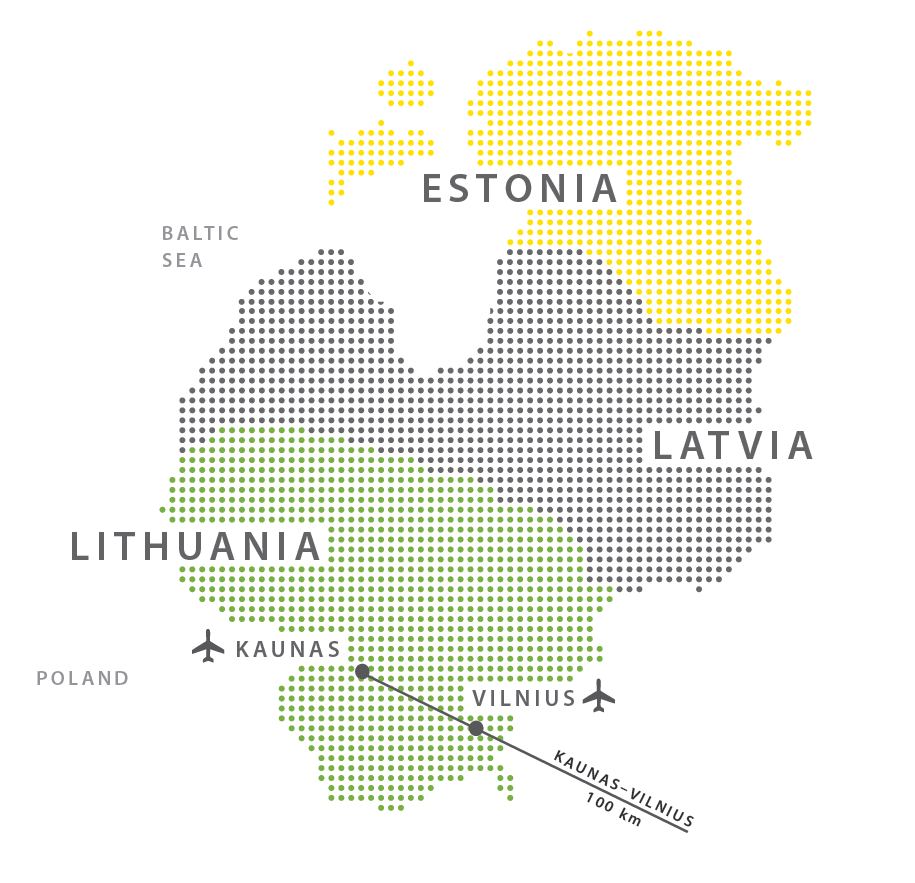 ESTONIA
BALTIC
SEA
LATVIA
LITHUANIA
KAUNAS
POLAND
VILNIUS
KAUNAS–VILNIUS
100 km